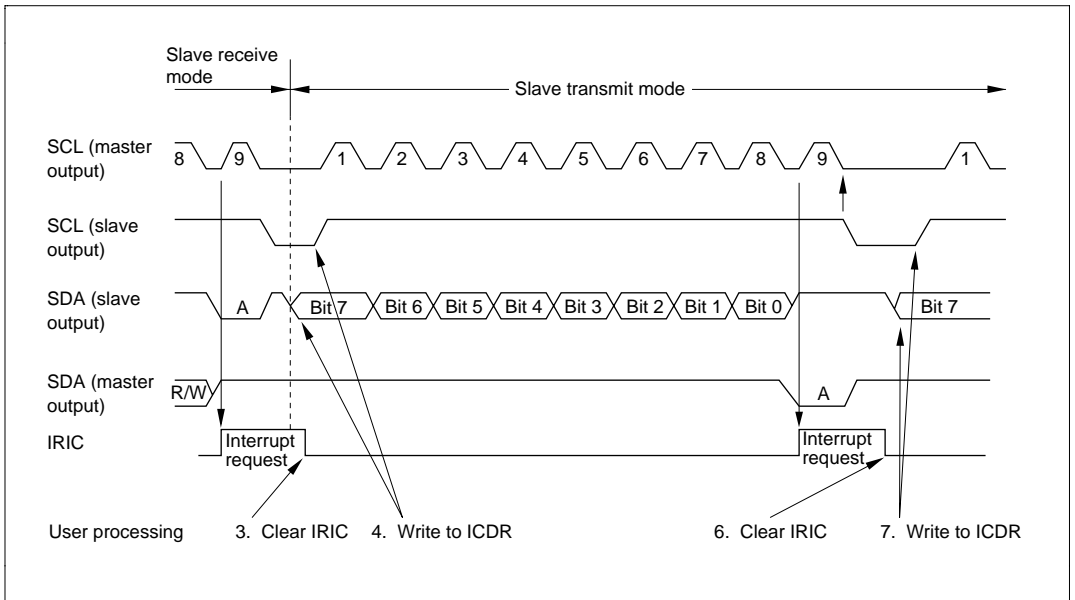 Slave receive
mode
Slave transmit mode
SCL (master
output)
8 9 1 2 3 4 5 6 7 8 9 1
SCL (slave
output)
SDA (slave
output)
A Bit 7 Bit 6 Bit 5 Bit 4 Bit 3 Bit 2 Bit 1 Bit 0 Bit 7
SDA (master
output)
R/W A
IRIC
Interrupt
request
Interrupt
request
User processing 3. Clear IRIC 4. Write to ICDR 6. Clear IRIC 7. Write to ICDR